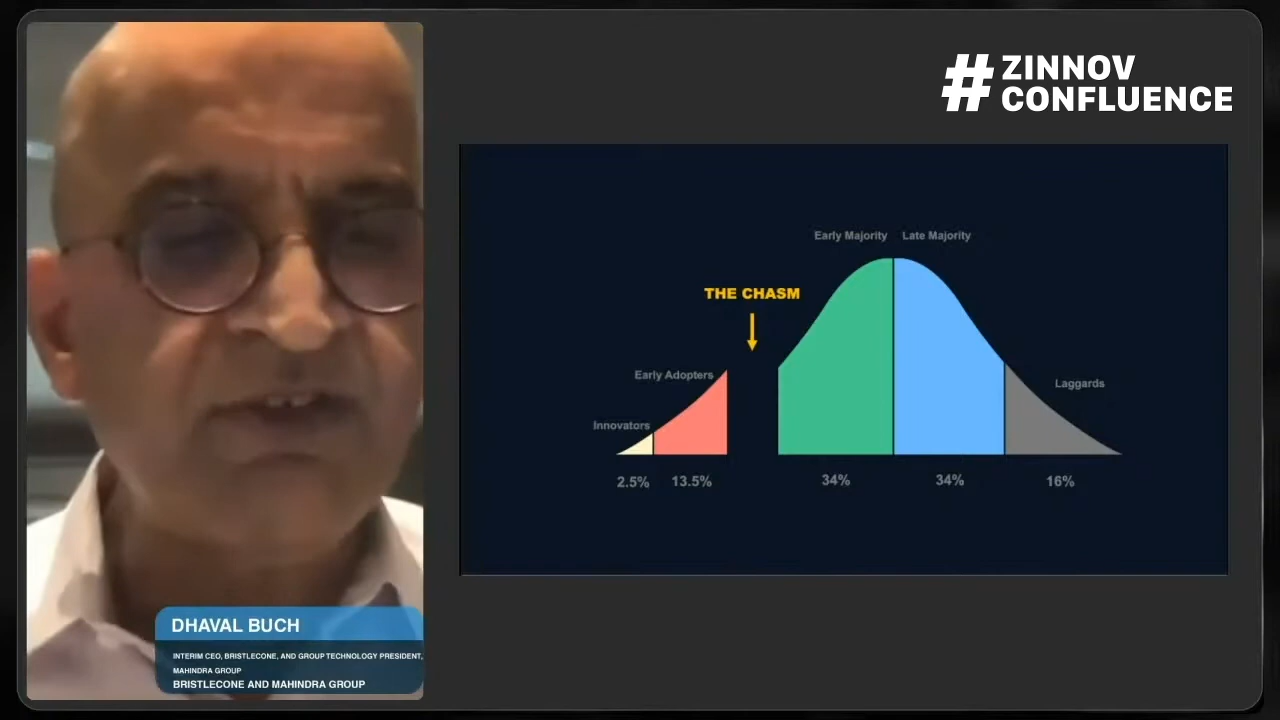 # ZINNOV
CONFLUENCE
Early Majority Late Majority
THE CHASM
Early Adopters
Laggards
Innovators
2.5% 13.5% 34% 34% 16%
DHAVAL BUCH
INTERIM CEO, BRISTLECONE, AND GROUP TECHNOLOGY PRESIDENT,
MAHINDRA GROUP
BRISTLECONE AND MAHINDRA GROUP